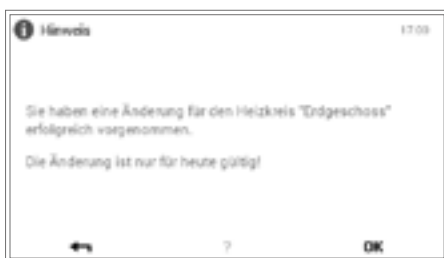 Hinweis 17:03
Sie haben eine Änderung für den Heizkreis "Erdgeschoss"
erfolgreich vorgenommen.
Die Änderung ist nur für heute gültig!
? OK